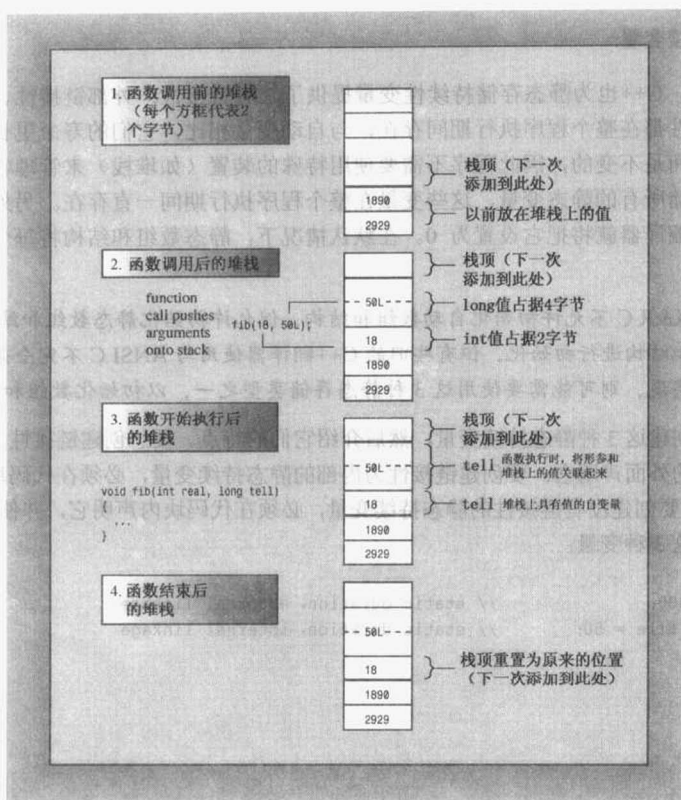 1. 函数调用前的堆栈
（每个方框代表2
个字节）
栈顶（下一次
添加到此处）
1890
2929
以前放在堆栈上的值
2. 函数调用后的堆栈
栈顶（下一次
添加到此处）
function
call pushes
arguments
onto stack
fib(18, 50L);
50L
long值占据4字节
18
int值占据2字节
1890
2929
3. 函数开始执行后
的堆栈
栈顶（下一次
添加到此处）
50L
tell 函数执行时，将形参和
堆栈上的值关联起来
void fib(int real, long tell)
{
...
}
18
tell 堆栈上具有值的自变量
1890
2929
4. 函数结束后
的堆栈
50L
18
栈顶重置为原来的位置
（下一次添加到此处）
1890
2929